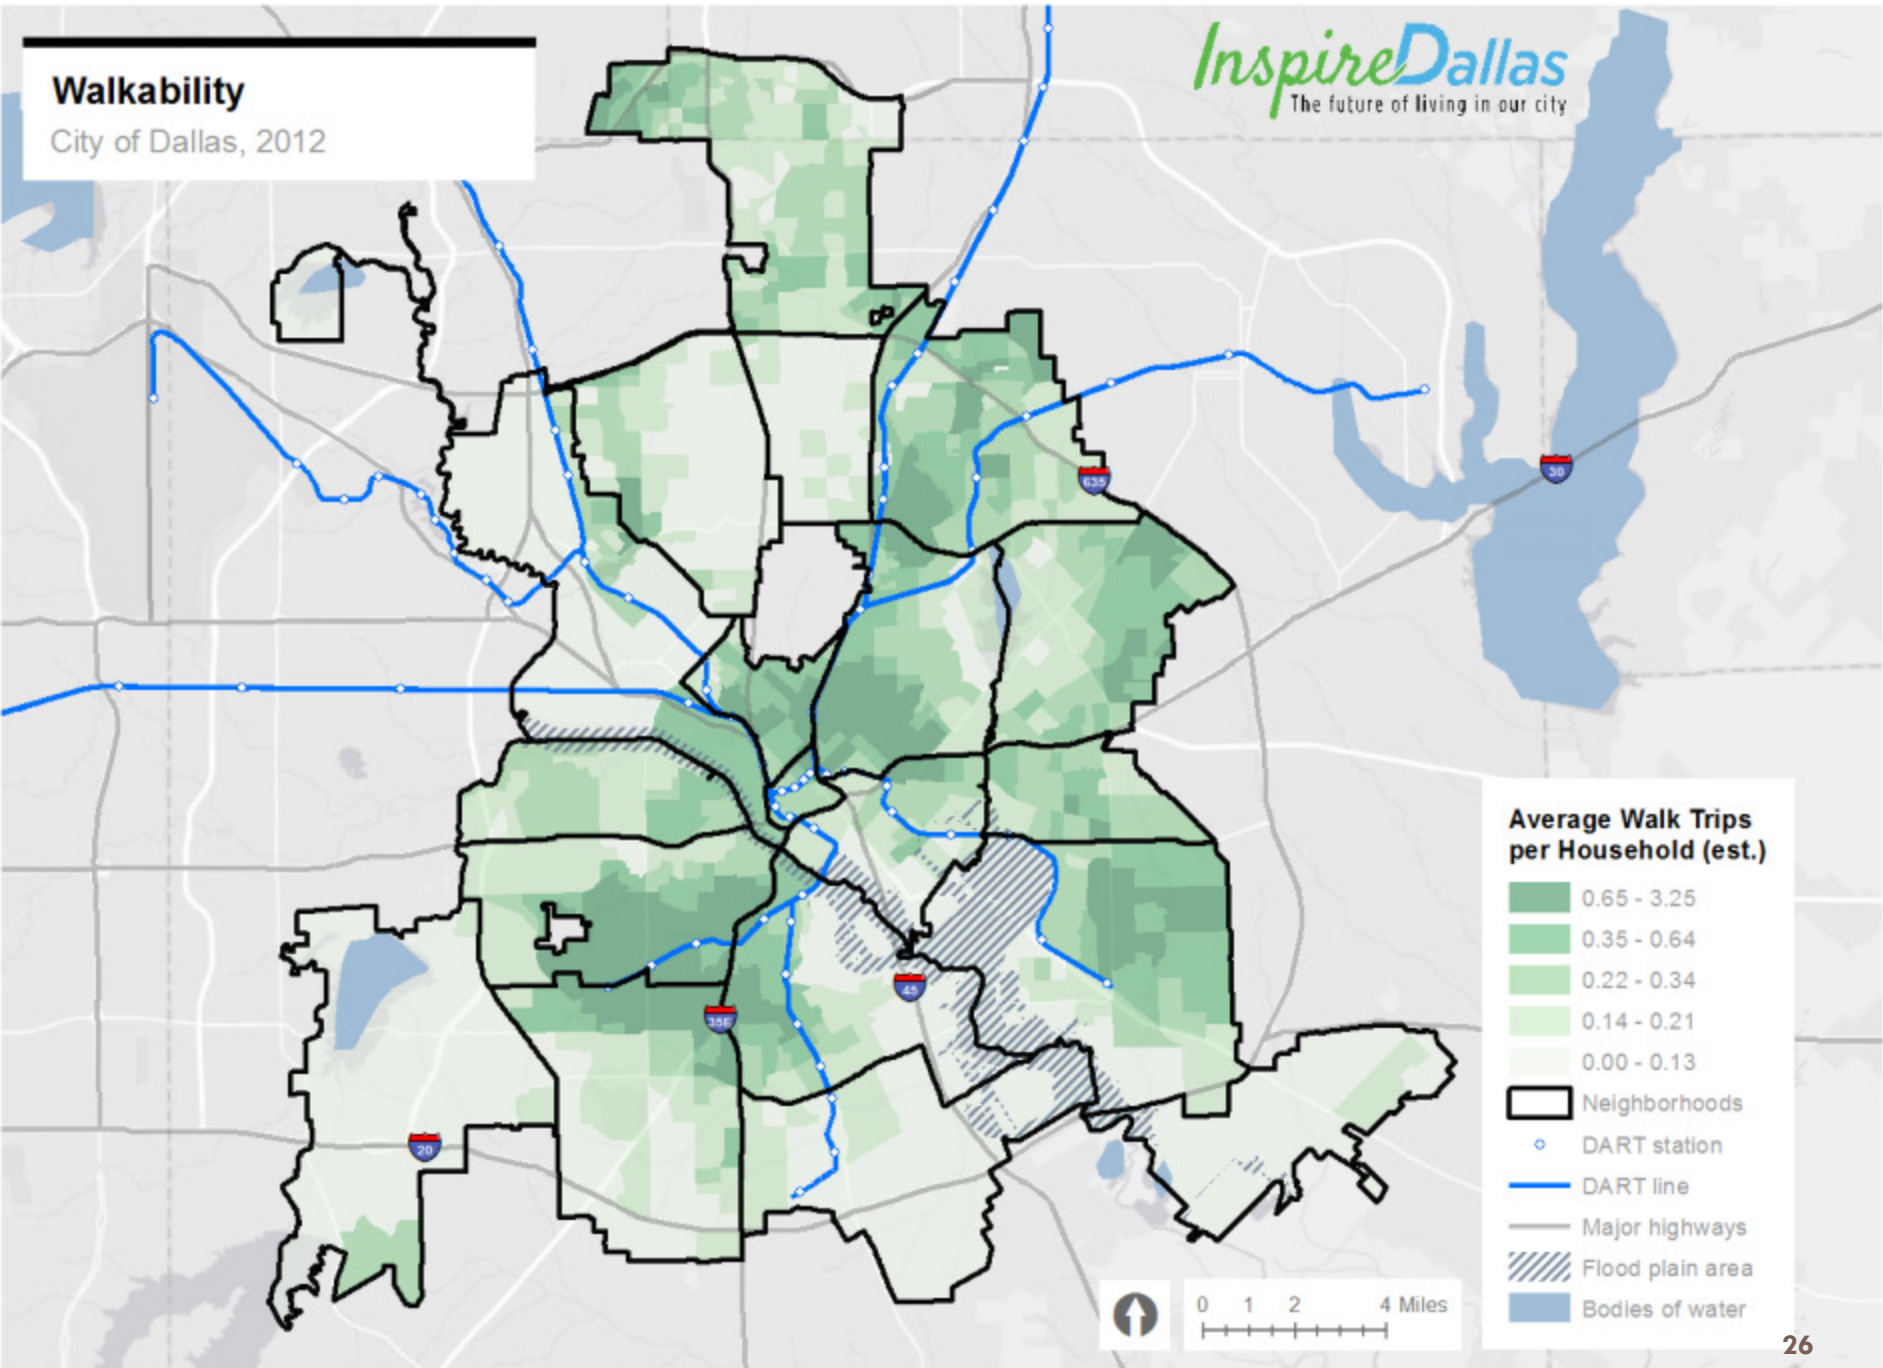 Walkability
City of Dallas, 2012
InspireDallas
The future of living in our city
635
30
45
35E
20
Average Walk Trips
per Household (est.)
0.65 - 3.25
0.35 - 0.64
0.22 - 0.34
0.14 - 0.21
0.00 - 0.13
Neighborhoods
DART station
DART line
Major highways
Flood plain area
Bodies of water
0 1 2 4 Miles
26